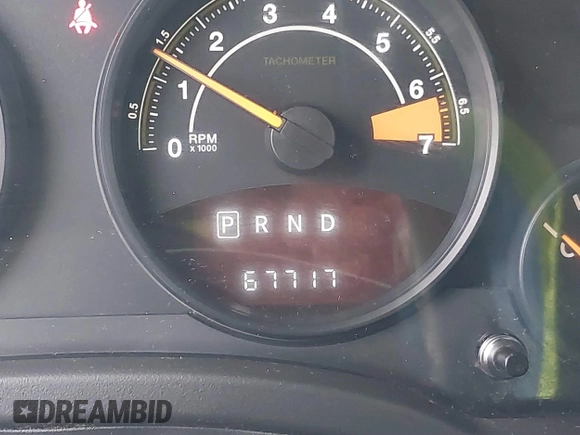 0 0.5 1 1.5 2 3 4 5 5.5 6 6.5 7
TACHOMETER
RPM
x 1000
P R N D
67717
C
DREAMBID